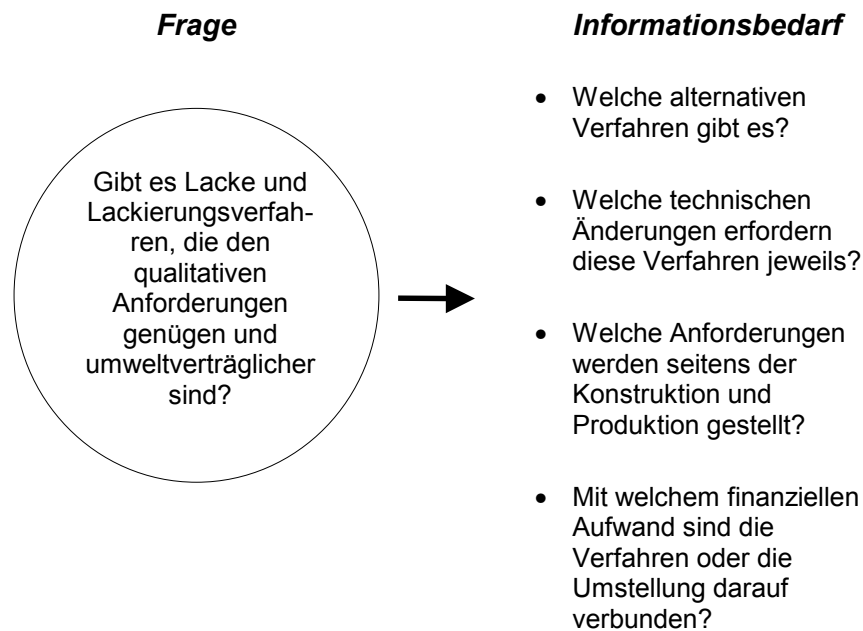 Frage
Informationsbedarf
Gibt es Lacke und
Lackierungsverfah-
ren, die den
qualitativen
Anforderungen
genügen und
umweltverträglicher
sind?
• Welche alternativen
Verfahren gibt es?
• Welche technischen
Änderungen erfordern
diese Verfahren jeweils?
• Welche Anforderungen
werden seitens der
Konstruktion und
Produktion gestellt?
• Mit welchem finanziellen
Aufwand sind die
Verfahren oder die
Umstellung darauf
verbunden?